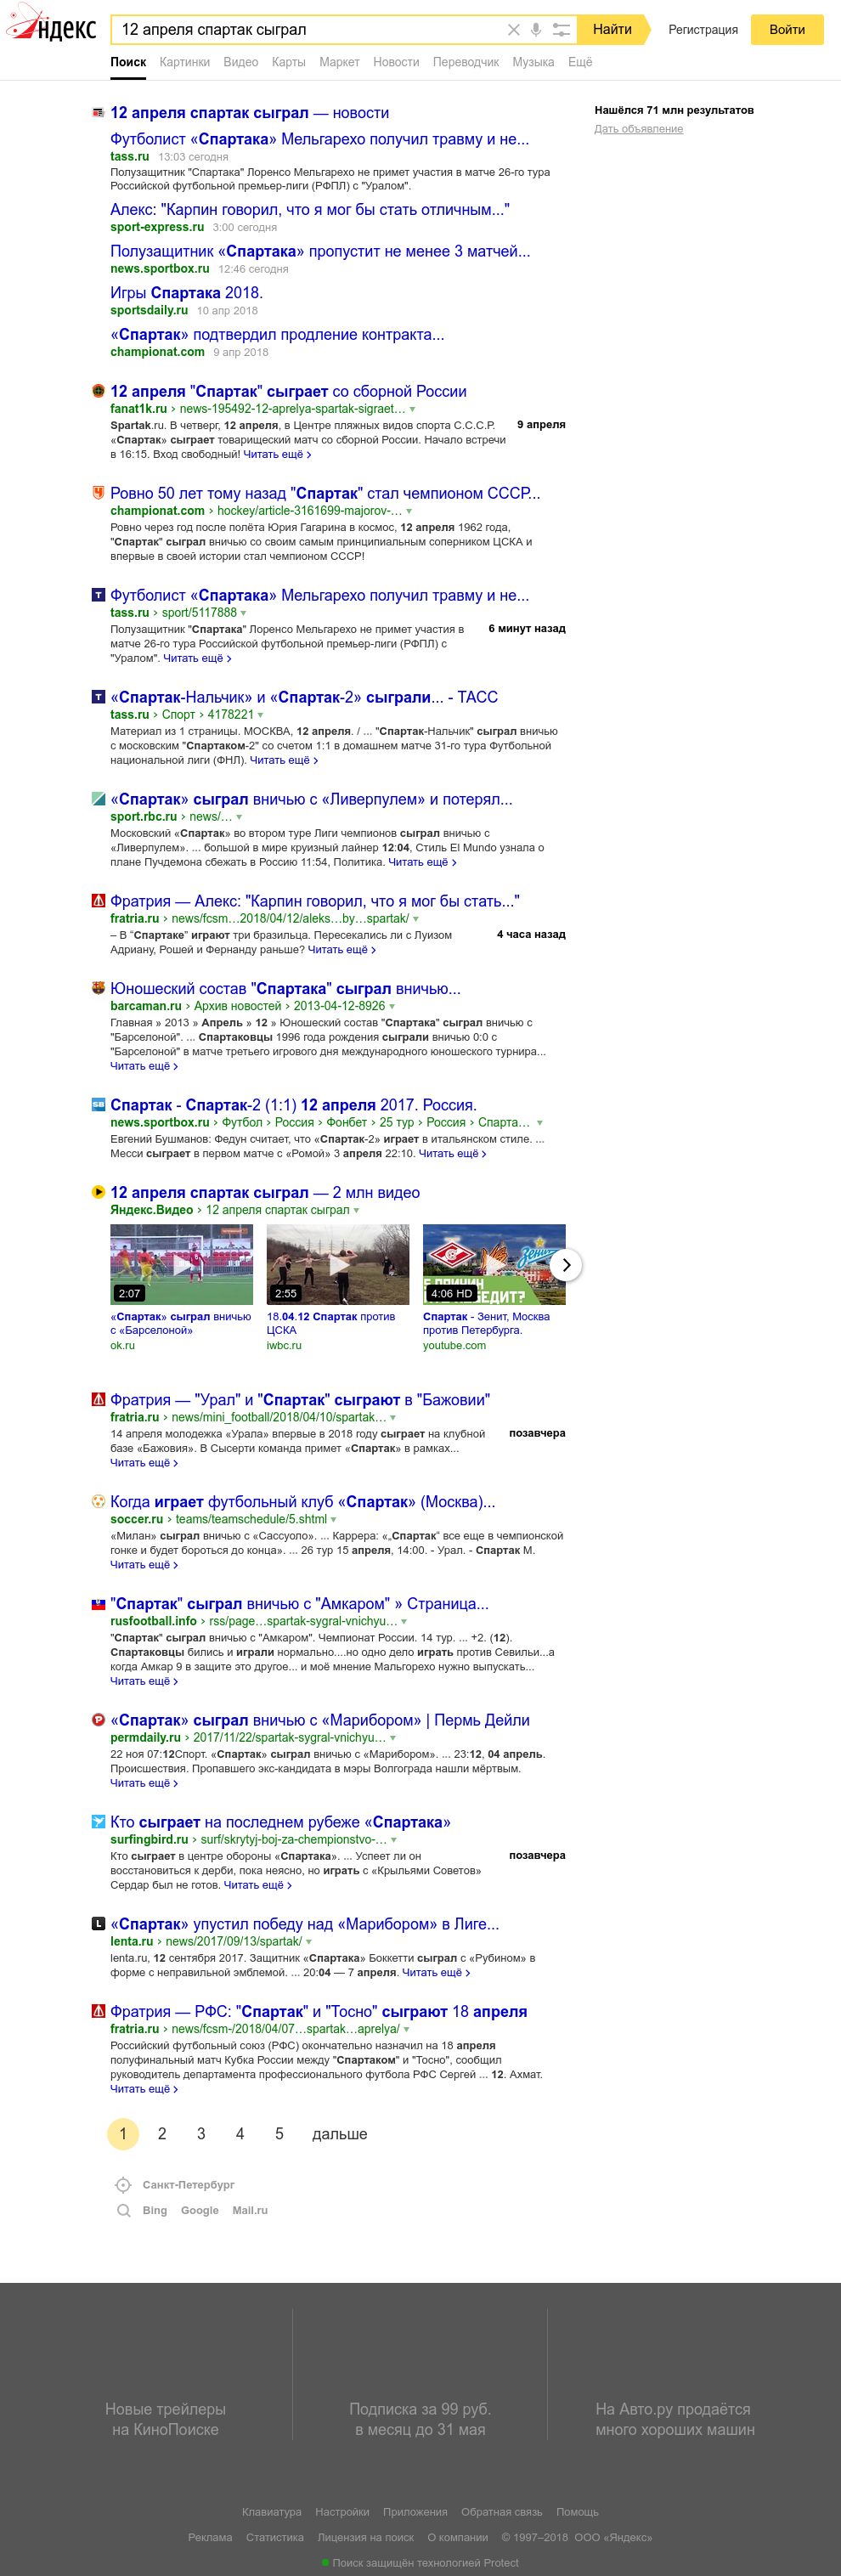 Яндекс
12 апреля спартак сыграл
Найти
Регистрация
Войти
Поиск Картинки Видео Карты Маркет Новости Переводчик Музыка Ещё
Нашёлся 71 млн результатов
Дать объявление
12 апреля спартак сыграл — новости
Футболист «Спартака» Мельгарехо получил травму и не...
tass.ru 13:03 сегодня
Полузащитник "Спартака" Лоренсо Мельгарехо не примет участия в матче 26-го тура
Российской футбольной премьер-лиги (РФПЛ) с "Уралом".
Алекс: "Карпин говорил, что я мог бы стать отличным..."
sport-express.ru 3:00 сегодня
Полузащитник «Спартака» пропустит не менее 3 матчей...
news.sportbox.ru 12:46 сегодня
Игры Спартака 2018.
sportsdaily.ru 10 апр 2018
«Спартак» подтвердил продление контракта...
championat.com 9 апр 2018
12 апреля "Спартак" сыграет со сборной России
fanat1k.ru › news-195492-12-aprelya-spartak-sigraet…
Spartak.ru. В четверг, 12 апреля, в Центре пляжных видов спорта С.С.С.Р. 9 апреля
«Спартак» сыграет товарищеский матч со сборной России. Начало встречи
в 16:15. Вход свободный! Читать ещё ›
Ровно 50 лет тому назад "Спартак" стал чемпионом СССР...
championat.com › hockey/article-3161699-majorov-…
Ровно через год после полёта Юрия Гагарина в космос, 12 апреля 1962 года,
"Спартак" сыграл вничью со своим самым принципиальным соперником ЦСКА и
впервые в своей истории стал чемпионом СССР!
Футболист «Спартака» Мельгарехо получил травму и не...
tass.ru › sport/5117888
Полузащитник "Спартака" Лоренсо Мельгарехо не примет участия в 6 минут назад
матче 26-го тура Российской футбольной премьер-лиги (РФПЛ) с
"Уралом". Читать ещё ›
«Спартак-Нальчик» и «Спартак-2» сыграли... - ТАСС
tass.ru › Спорт › 4178221
Материал из 1 страницы. МОСКВА, 12 апреля. / ... "Спартак-Нальчик" сыграл вничью
с московским "Спартаком-2" со счетом 1:1 в домашнем матче 31-го тура Футбольной
национальной лиги (ФНЛ). Читать ещё ›
«Спартак» сыграл вничью с «Ливерпулем» и потерял...
sport.rbc.ru › news/…
Московский «Спартак» во втором туре Лиги чемпионов сыграл вничью с
«Ливерпулем». ... большой в мире круизный лайнер 12:04, Стиль El Mundo узнала о
плане Пучдемона сбежать в Россию 11:54, Политика. Читать ещё ›
Фратрия — Алекс: "Карпин говорил, что я мог бы стать..."
fratria.ru › news/fcsm…2018/04/12/aleks…by…spartak/
– В “Спартаке” играют три бразильца. Пересекались ли с Луизом 4 часа назад
Адриану, Рошей и Фернанду раньше? Читать ещё ›
Юношеский состав "Спартака" сыграл вничью...
barcaman.ru › Архив новостей › 2013-04-12-8926
Главная » 2013 » Апрель » 12 » Юношеский состав "Спартака" сыграл вничью с
"Барселоной". ... Спартаковцы 1996 года рождения сыграли вничью 0:0 с
"Барселоной" в матче третьего игрового дня международного юношеского турнира...
Читать ещё ›
Спартак - Спартак-2 (1:1) 12 апреля 2017. Россия.
news.sportbox.ru › Футбол › Россия › Фонбет › 25 тур › Россия › Спарта…
Евгений Бушманов: Федун считает, что «Спартак-2» играет в итальянском стиле. ...
Месси сыграет в первом матче с «Ромой» 3 апреля 22:10. Читать ещё ›
12 апреля спартак сыграл — 2 млн видео
Яндекс.Видео › 12 апреля спартак сыграл
2:07 2:55 4:06 HD
«Спартак» сыграл вничью
с «Барселоной»
ok.ru
18.04.12 Спартак против
ЦСКА
iwbc.ru
Спартак - Зенит, Москва
против Петербурга.
youtube.com
Фратрия — "Урал" и "Спартак" сыграют в "Бажовии"
fratria.ru › news/mini_football/2018/04/10/spartak…
14 апреля молодежка «Урала» впервые в 2018 году сыграет на клубной позавчера
базе «Бажовия». В Сысерти команда примет «Спартак» в рамках...
Читать ещё ›
Когда играет футбольный клуб «Спартак» (Москва)...
soccer.ru › teams/teamschedule/5.shtml
«Милан» сыграл вничью с «Сассуоло». ... Каррера: «„Спартак“ все еще в чемпионской
гонке и будет бороться до конца». ... 26 тур 15 апреля, 14:00. - Урал. - Спартак М.
Читать ещё ›
"Спартак" сыграл вничью с "Амкаром" » Страница...
rusfootball.info › rss/page…spartak-sygral-vnichyu…
"Спартак" сыграл вничью с "Амкаром". Чемпионат России. 14 тур. ... +2. (12).
Спартаковцы бились и играли нормально....но одно дело играть против Севильи...а
когда Амкар 9 в защите это другое... и моё мнение Мальгорехо нужно выпускать...
Читать ещё ›
«Спартак» сыграл вничью с «Марибором» | Пермь Дейли
permdaily.ru › 2017/11/22/spartak-sygral-vnichyu…
22 ноя 07:12Спорт. «Спартак» сыграл вничью с «Марибором». ... 23:12, 04 апрель.
Происшествия. Пропавшего экс-кандидата в мэры Волгограда нашли мёртвым.
Читать ещё ›
Кто сыграет на последнем рубеже «Спартака»
surfingbird.ru › surf/skrytyj-boj-za-chempionstvo-…
Кто сыграет в центре обороны «Спартака». ... Успеет ли он позавчера
восстановиться к дерби, пока неясно, но играть с «Крыльями Советов»
Сердар был не готов. Читать ещё ›
«Спартак» упустил победу над «Марибором» в Лиге...
lenta.ru › news/2017/09/13/spartak/
lenta.ru, 12 сентября 2017. Защитник «Спартака» Боккетти сыграл с «Рубином» в
форме с неправильной эмблемой. ... 20:04 — 7 апреля. Читать ещё ›
Фратрия — РФС: "Спартак" и "Тосно" сыграют 18 апреля
fratria.ru › news/fcsm-/2018/04/07…spartak…aprelya/
Российский футбольный союз (РФС) окончательно назначил на 18 апреля
полуфинальный матч Кубка России между "Спартаком" и "Тосно", сообщил
руководитель департамента профессионального футбола РФС Сергей ... 12. Ахмат.
Читать ещё ›
1 2 3 4 5 дальше
Санкт-Петербург
Bing Google Mail.ru
Новые трейлеры
на КиноПоиске
Подписка за 99 руб.
в месяц до 31 мая
На Авто.ру продаётся
много хороших машин
Клавиатура Настройки Приложения Обратная связь Помощь
Реклама Статистика Лицензия на поиск О компании © 1997–2018 ООО «Яндекс»
Поиск защищён технологией Protect